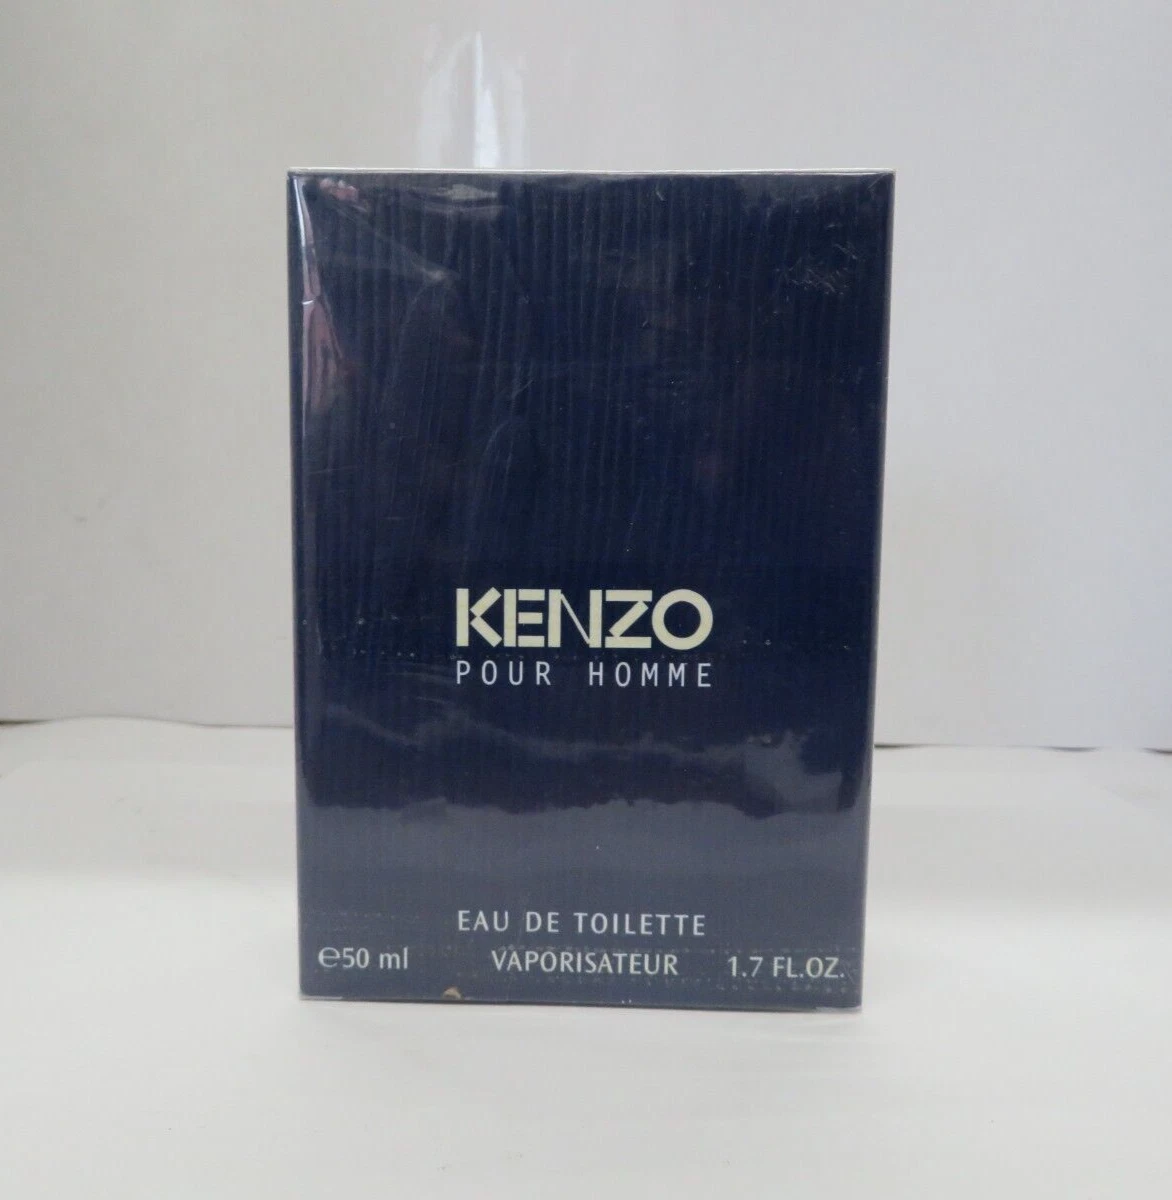 KENZO
POUR HOMME
EAU DE TOILETTE
℮50 ml VAPORISATEUR 1.7 FL.OZ.